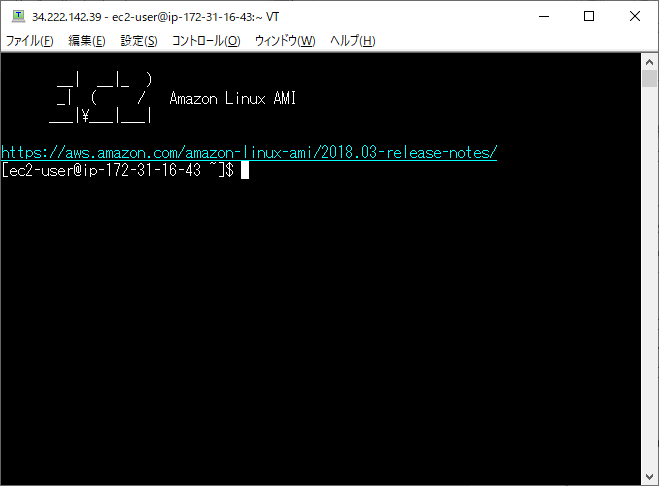 34.222.142.39 - ec2-user@ip-172-31-16-43:~ VT
ファイル(F) 編集(E) 設定(S) コントロール(O) ウィンドウ(W) ヘルプ(H)
__|  __|_  )
_|  (     /   Amazon Linux AMI
___|¥___|___|
https://aws.amazon.com/amazon-linux-ami/2018.03-release-notes/
[ec2-user@ip-172-31-16-43 ~]$